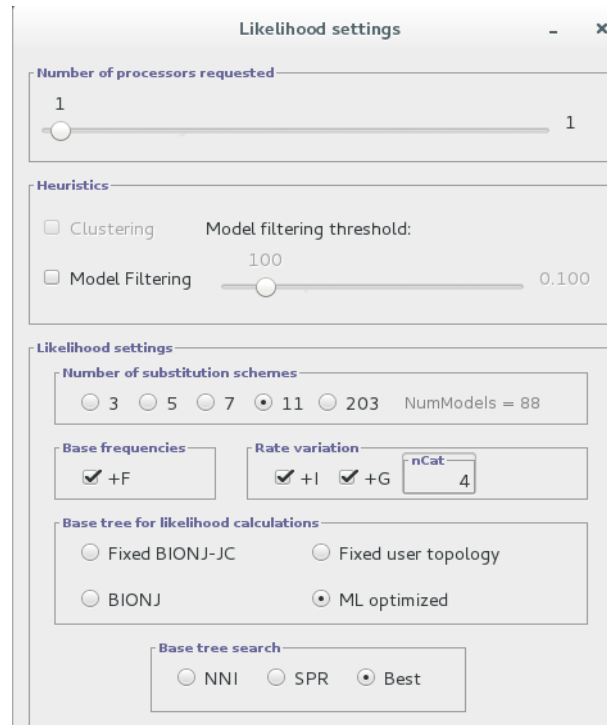 Likelihood settings
Number of processors requested
1
1
Heuristics
Clustering Model filtering threshold:
100
Model Filtering 0.100
Likelihood settings
Number of substitution schemes
3 5 7 11 203 NumModels = 88
Base frequencies Rate variation nCat
+F +I +G 4
Base tree for likelihood calculations
Fixed BIONJ-JC Fixed user topology
BIONJ ML optimized
Base tree search
NNI SPR Best